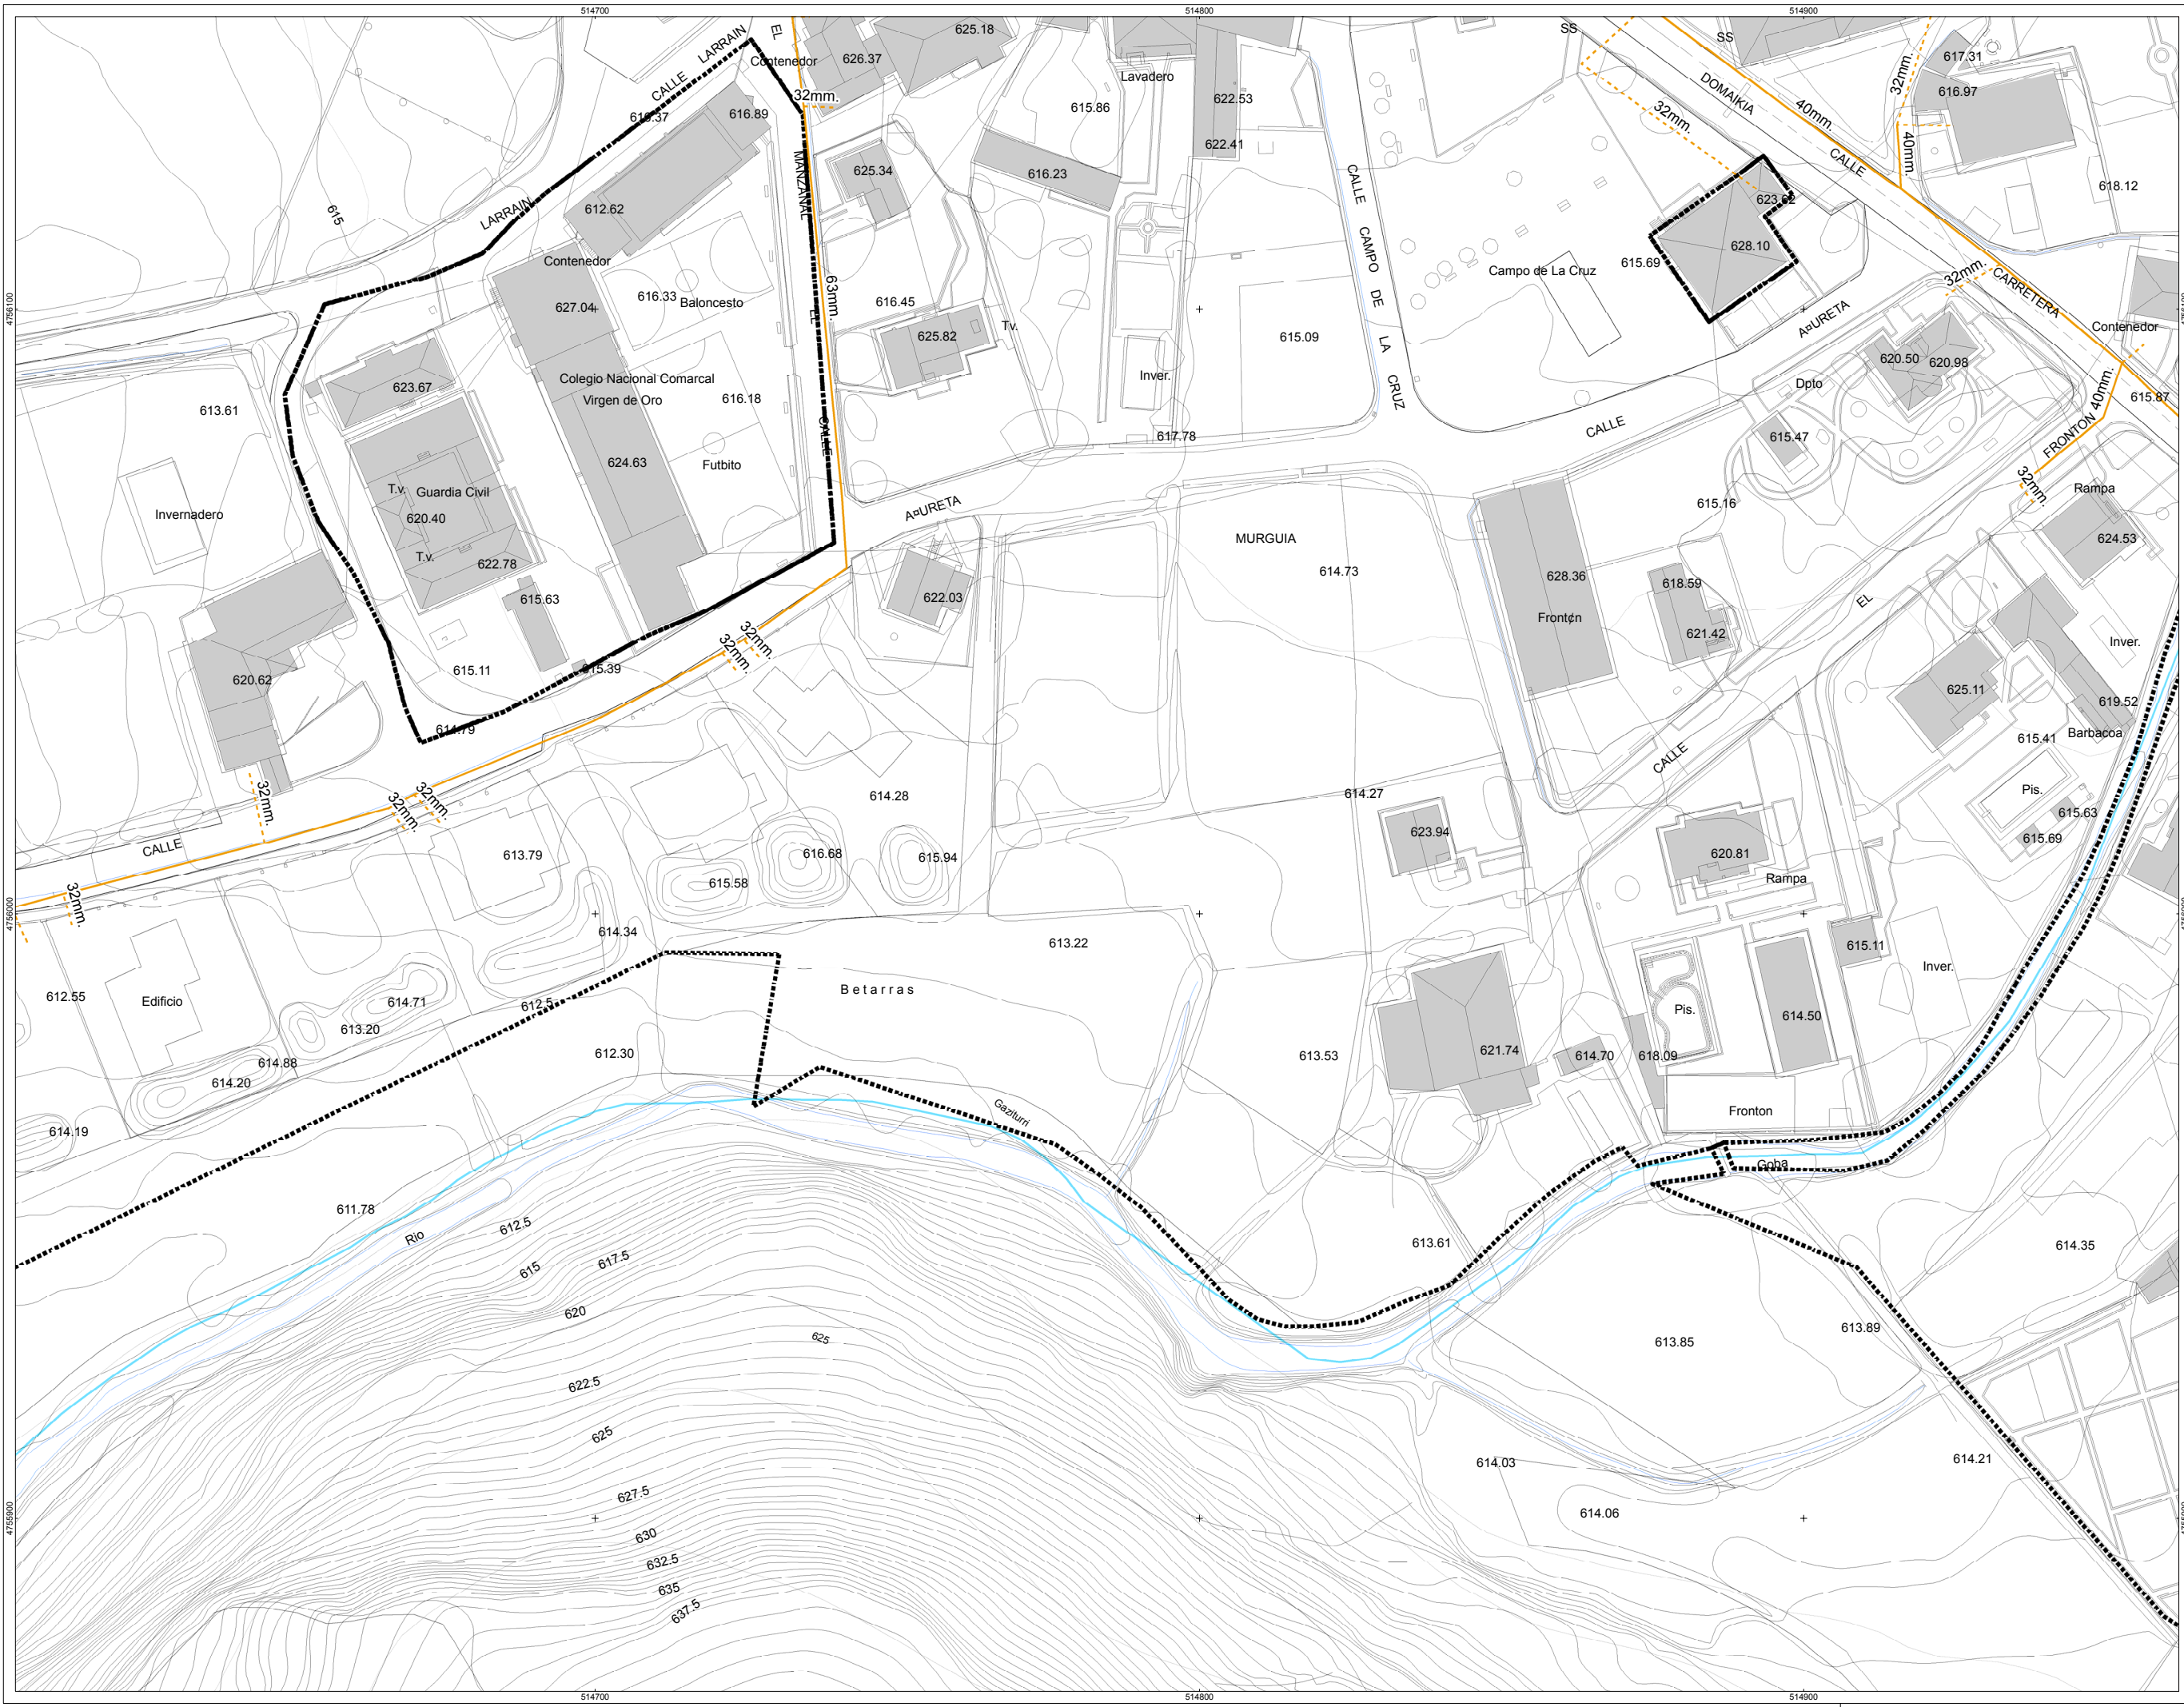 514700
514800
514900
625.18
626.37
EL
LARRAIN
CALLE
Contenedor
32mm.
616.37
616.89
Lavadero
615.86
622.53
622.41
SS
SS
DOMAIKIA
40mm.
32mm.
32mm.
617.31
616.97
40mm.
CALLE
618.12
615
LARRAIN
612.62
MANZANAL
625.34
616.23
CALLE CAMPO DE LA CRUZ
623.62
628.10
615.69
Campo de La Cruz
Contenedor
627.04
616.33
Baloncesto
63mm.
EL
616.45
625.82
Tv.
Inver.
615.09
A¤URETA
32mm.
CARRETERA
Contenedor
4756100
4756100
613.61
623.67
Colegio Nacional Comarcal
Virgen de Oro
616.18
CALLE
617.78
CALLE
Dpto
620.50
620.98
615.87
40mm.
FRONTON
615.47
624.63
Futbito
T.v.
Guardia Civil
620.40
T.v.
622.78
Invernadero
A¤URETA
MURGUIA
614.73
615.16
32mm.
Rampa
624.53
628.36
Front¢n
618.59
621.42
EL
622.03
615.63
32mm.
32mm.
615.39
615.11
620.62
614.79
625.11
Inver.
619.52
Barbacoa
615.41
CALLE
Pis.
615.63
615.69
32mm.
32mm.
32mm.
614.28
614.27
623.94
620.81
Rampa
CALLE
613.79
616.68
615.94
615.58
32mm.
4756000
4756000
614.34
613.22
615.11
Inver.
612.55
Edificio
614.71
613.20
612.5
Betarras
Pis.
614.50
614.88
614.20
612.30
613.53
621.74
614.70
618.09
614.19
Gaziturri
Fronton
Goba
611.78
Rio
612.5
615
617.5
620
625
613.61
614.35
613.85
613.89
622.5
625
614.03
614.21
627.5
614.06
4755900
4755900
630
632.5
635
637.5
514700
514800
514900